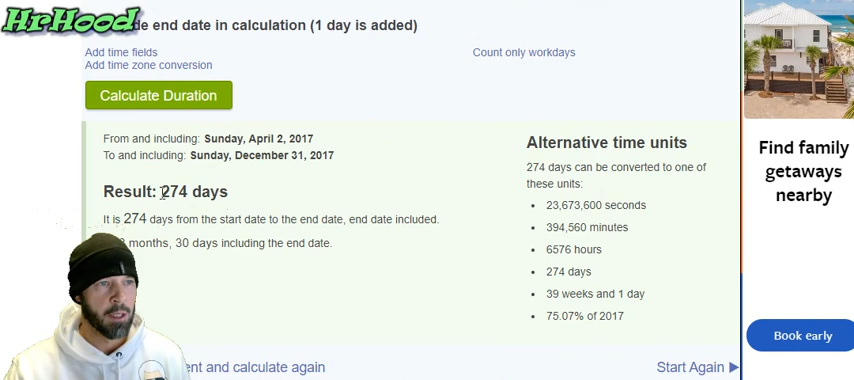 HrHood
de end date in calculation (1 day is added)
Add time fields
Add time zone conversion
Count only workdays
Calculate Duration
From and including: Sunday, April 2, 2017
To and including: Sunday, December 31, 2017
Result: 274 days
It is 274 days from the start date to the end date, end date included.
months, 30 days including the end date.
Alternative time units
274 days can be converted to one of
these units:
• 23,673,600 seconds
• 394,560 minutes
• 6576 hours
• 274 days
• 39 weeks and 1 day
• 75.07% of 2017
ent and calculate again
Start Again ▶
Find family
getaways
nearby
Book early